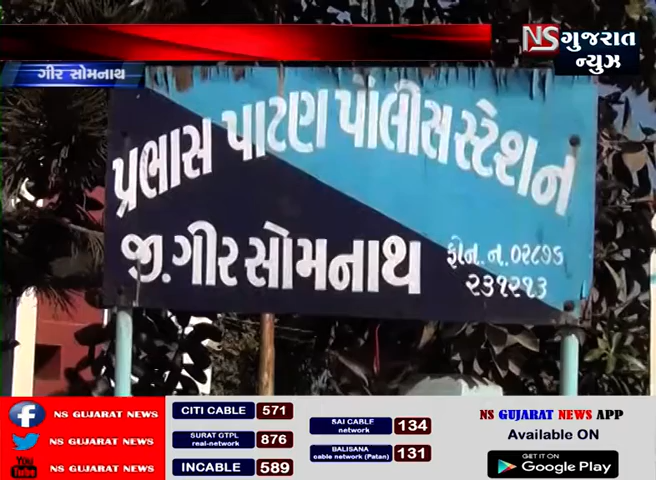 NS ગુજરાત
ન્યુઝ
ગીર સોમનાથ
પ્રભાસ પાટણ પોલીસ સ્ટેશન
જી. ગીર સોમનાથ
ફોન. ન. ૦૨૮૭૬
૨૩૧૨૧૩
NS GUJARAT NEWS
NS GUJARAT NEWS
You Tube NS GUJARAT NEWS
CITI CABLE 571
SURAT GTPL real-network 876
INCABLE 589
SAI CABLE network 134
BALISANA cable network (Patan) 131
NS GUJARAT NEWS APP
Available ON
GET IT ON
Google Play